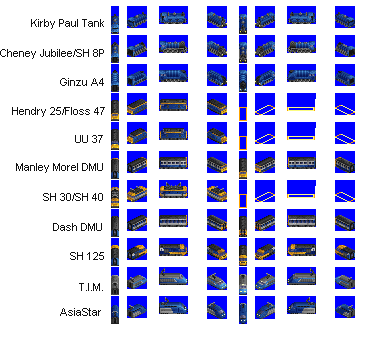 Kirby Paul Tank
Cheney Jubilee/SH 8P
Ginzu A4
Hendry 25/Floss 47
UU 37
Manley Morel DMU
SH 30/SH 40
Dash DMU
SH 125
T.I.M.
AsiaStar